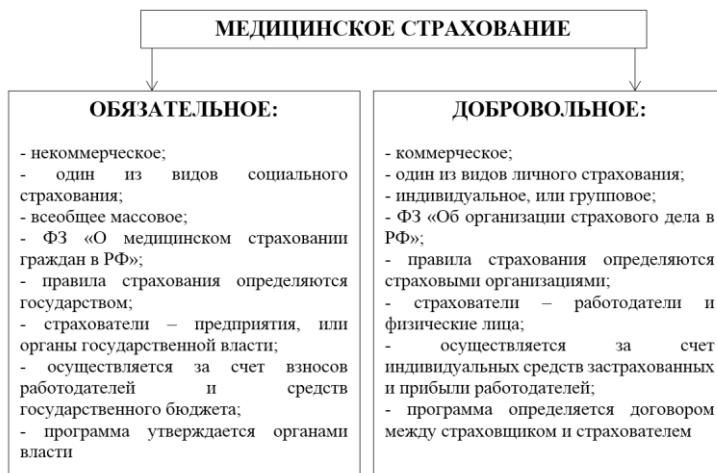 МЕДИЦИНСКОЕ СТРАХОВАНИЕ
ОБЯЗАТЕЛЬНОЕ:
- некоммерческое;
- один из видов социального
страхования;
- всеобщее массовое;
- ФЗ «О медицинском страховании
граждан в РФ»;
- правила страхования определяются
государством;
- страхователи – предприятия, или
органы государственной власти;
- осуществляется за счет взносов
работодателей и средств
государственного бюджета;
- программа утверждается органами
власти
ДОБРОВОЛЬНОЕ:
- коммерческое;
- один из видов личного страхования;
- индивидуальное, или групповое;
- ФЗ «Об организации страхового дела в
РФ»;
- правила страхования определяются
страховыми организациями;
- страхователи – работодатели и
физические лица;
- осуществляется за счет
индивидуальных средств застрахованных
и прибыли работодателей;
- программа определяется договором
между страховщиком и страхователем